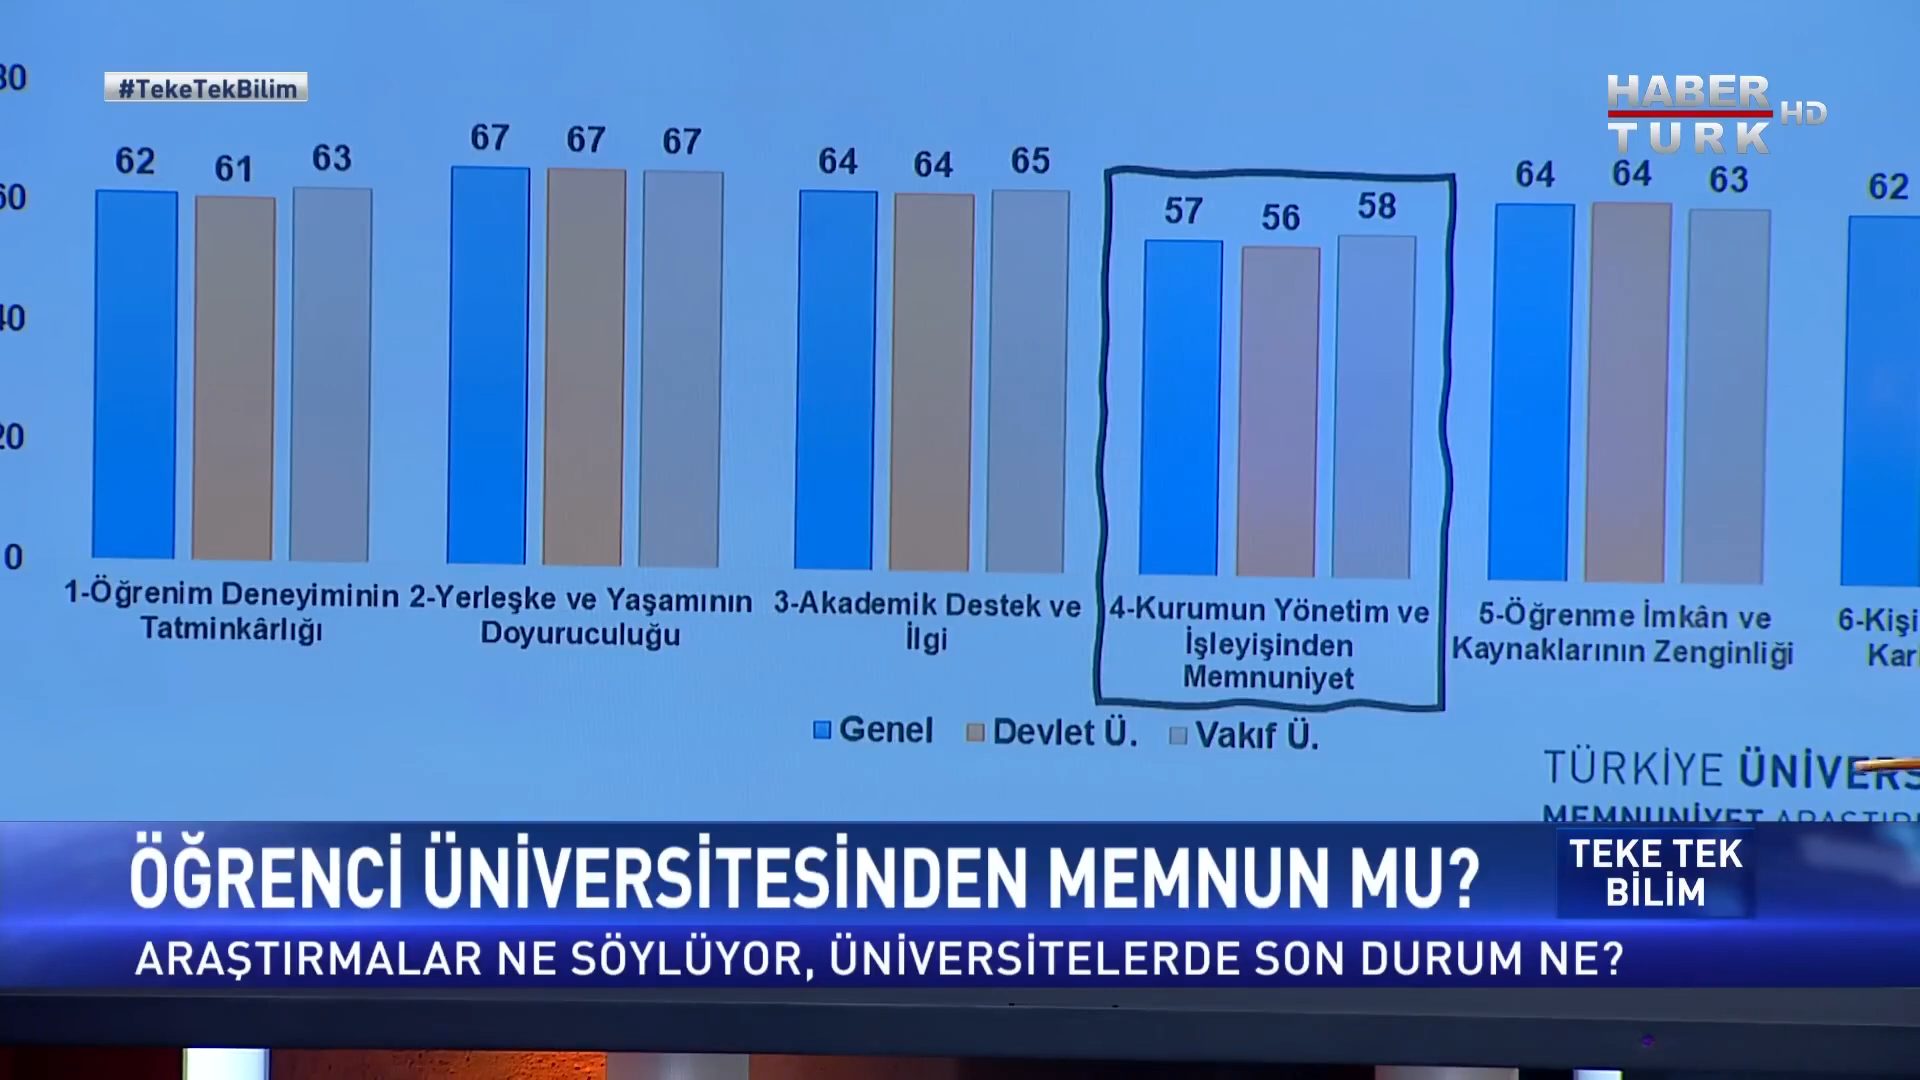 #TekeTekBilim
HABER
TURK HD
62 61 63 67 67 67 64 64 65 57 56 58 64 64 63 62
60
40
20
0
1-Öğrenim Deneyiminin
Tatminkârlığı
2-Yerleşke ve Yaşamının
Doyuruculuğu
3-Akademik Destek ve
İlgi
4-Kurumun Yönetim ve
İşleyişinden
Memnuniyet
5-Öğrenme İmkân ve
Kaynaklarının Zenginliği
Genel Devlet Ü. Vakıf Ü.
TÜRKİYE
MEMNUNİYET
ÖĞRENCİ ÜNİVERSİTESİNDEN MEMNUN MU?
TEKE TEK
BİLİM
ARAŞTIRMALAR NE SÖYLÜYOR, ÜNİVERSİTELERDE SON DURUM NE?